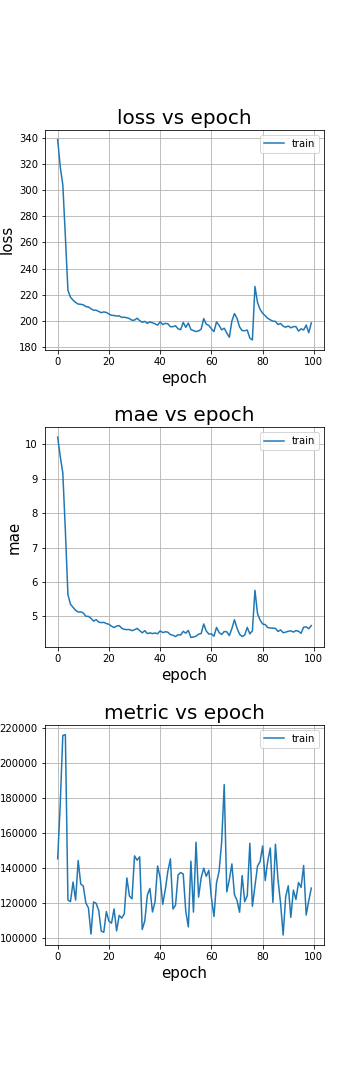 loss vs epoch
340
320
300
280
260
240
220
200
180
loss
train
0 20 40 60 80 100
epoch
mae vs epoch
10
9
8
7
6
5
mae
train
0 20 40 60 80 100
epoch
metric vs epoch
220000
200000
180000
160000
140000
120000
100000
train
0 20 40 60 80 100
epoch